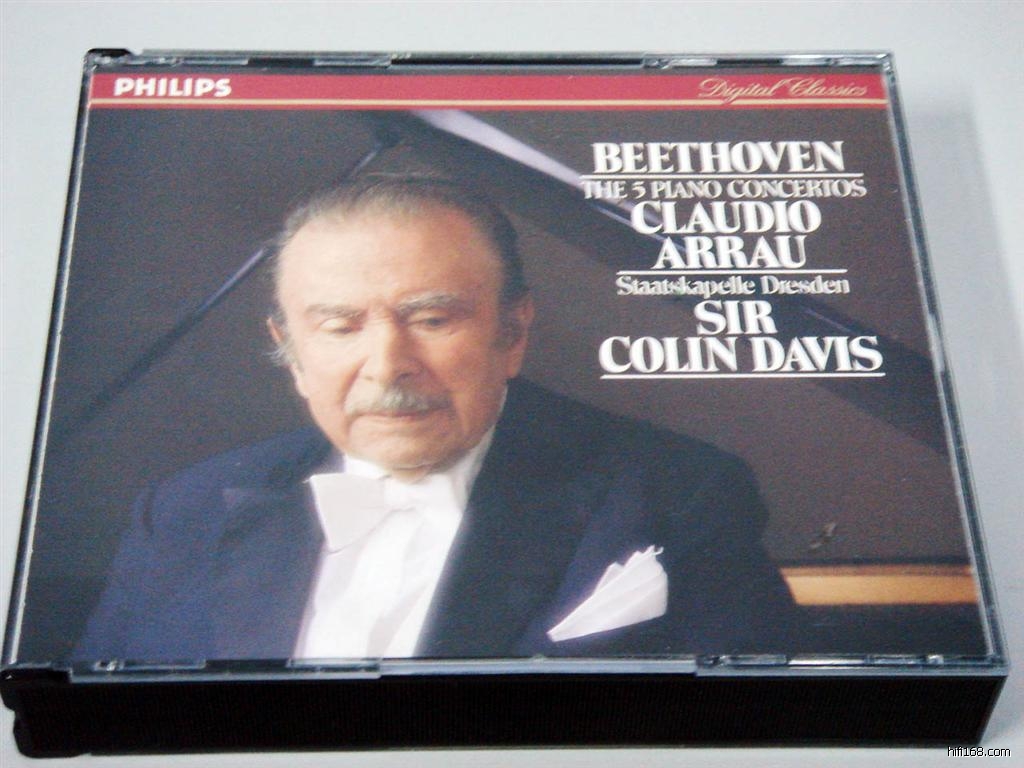 PHILIPS
Digital Classics
BEETHOVEN
THE 5 PIANO CONCERTOS
CLAUDIO
ARRAU
Staatskapelle Dresden
SIR
COLIN DAVIS
hifi168.com